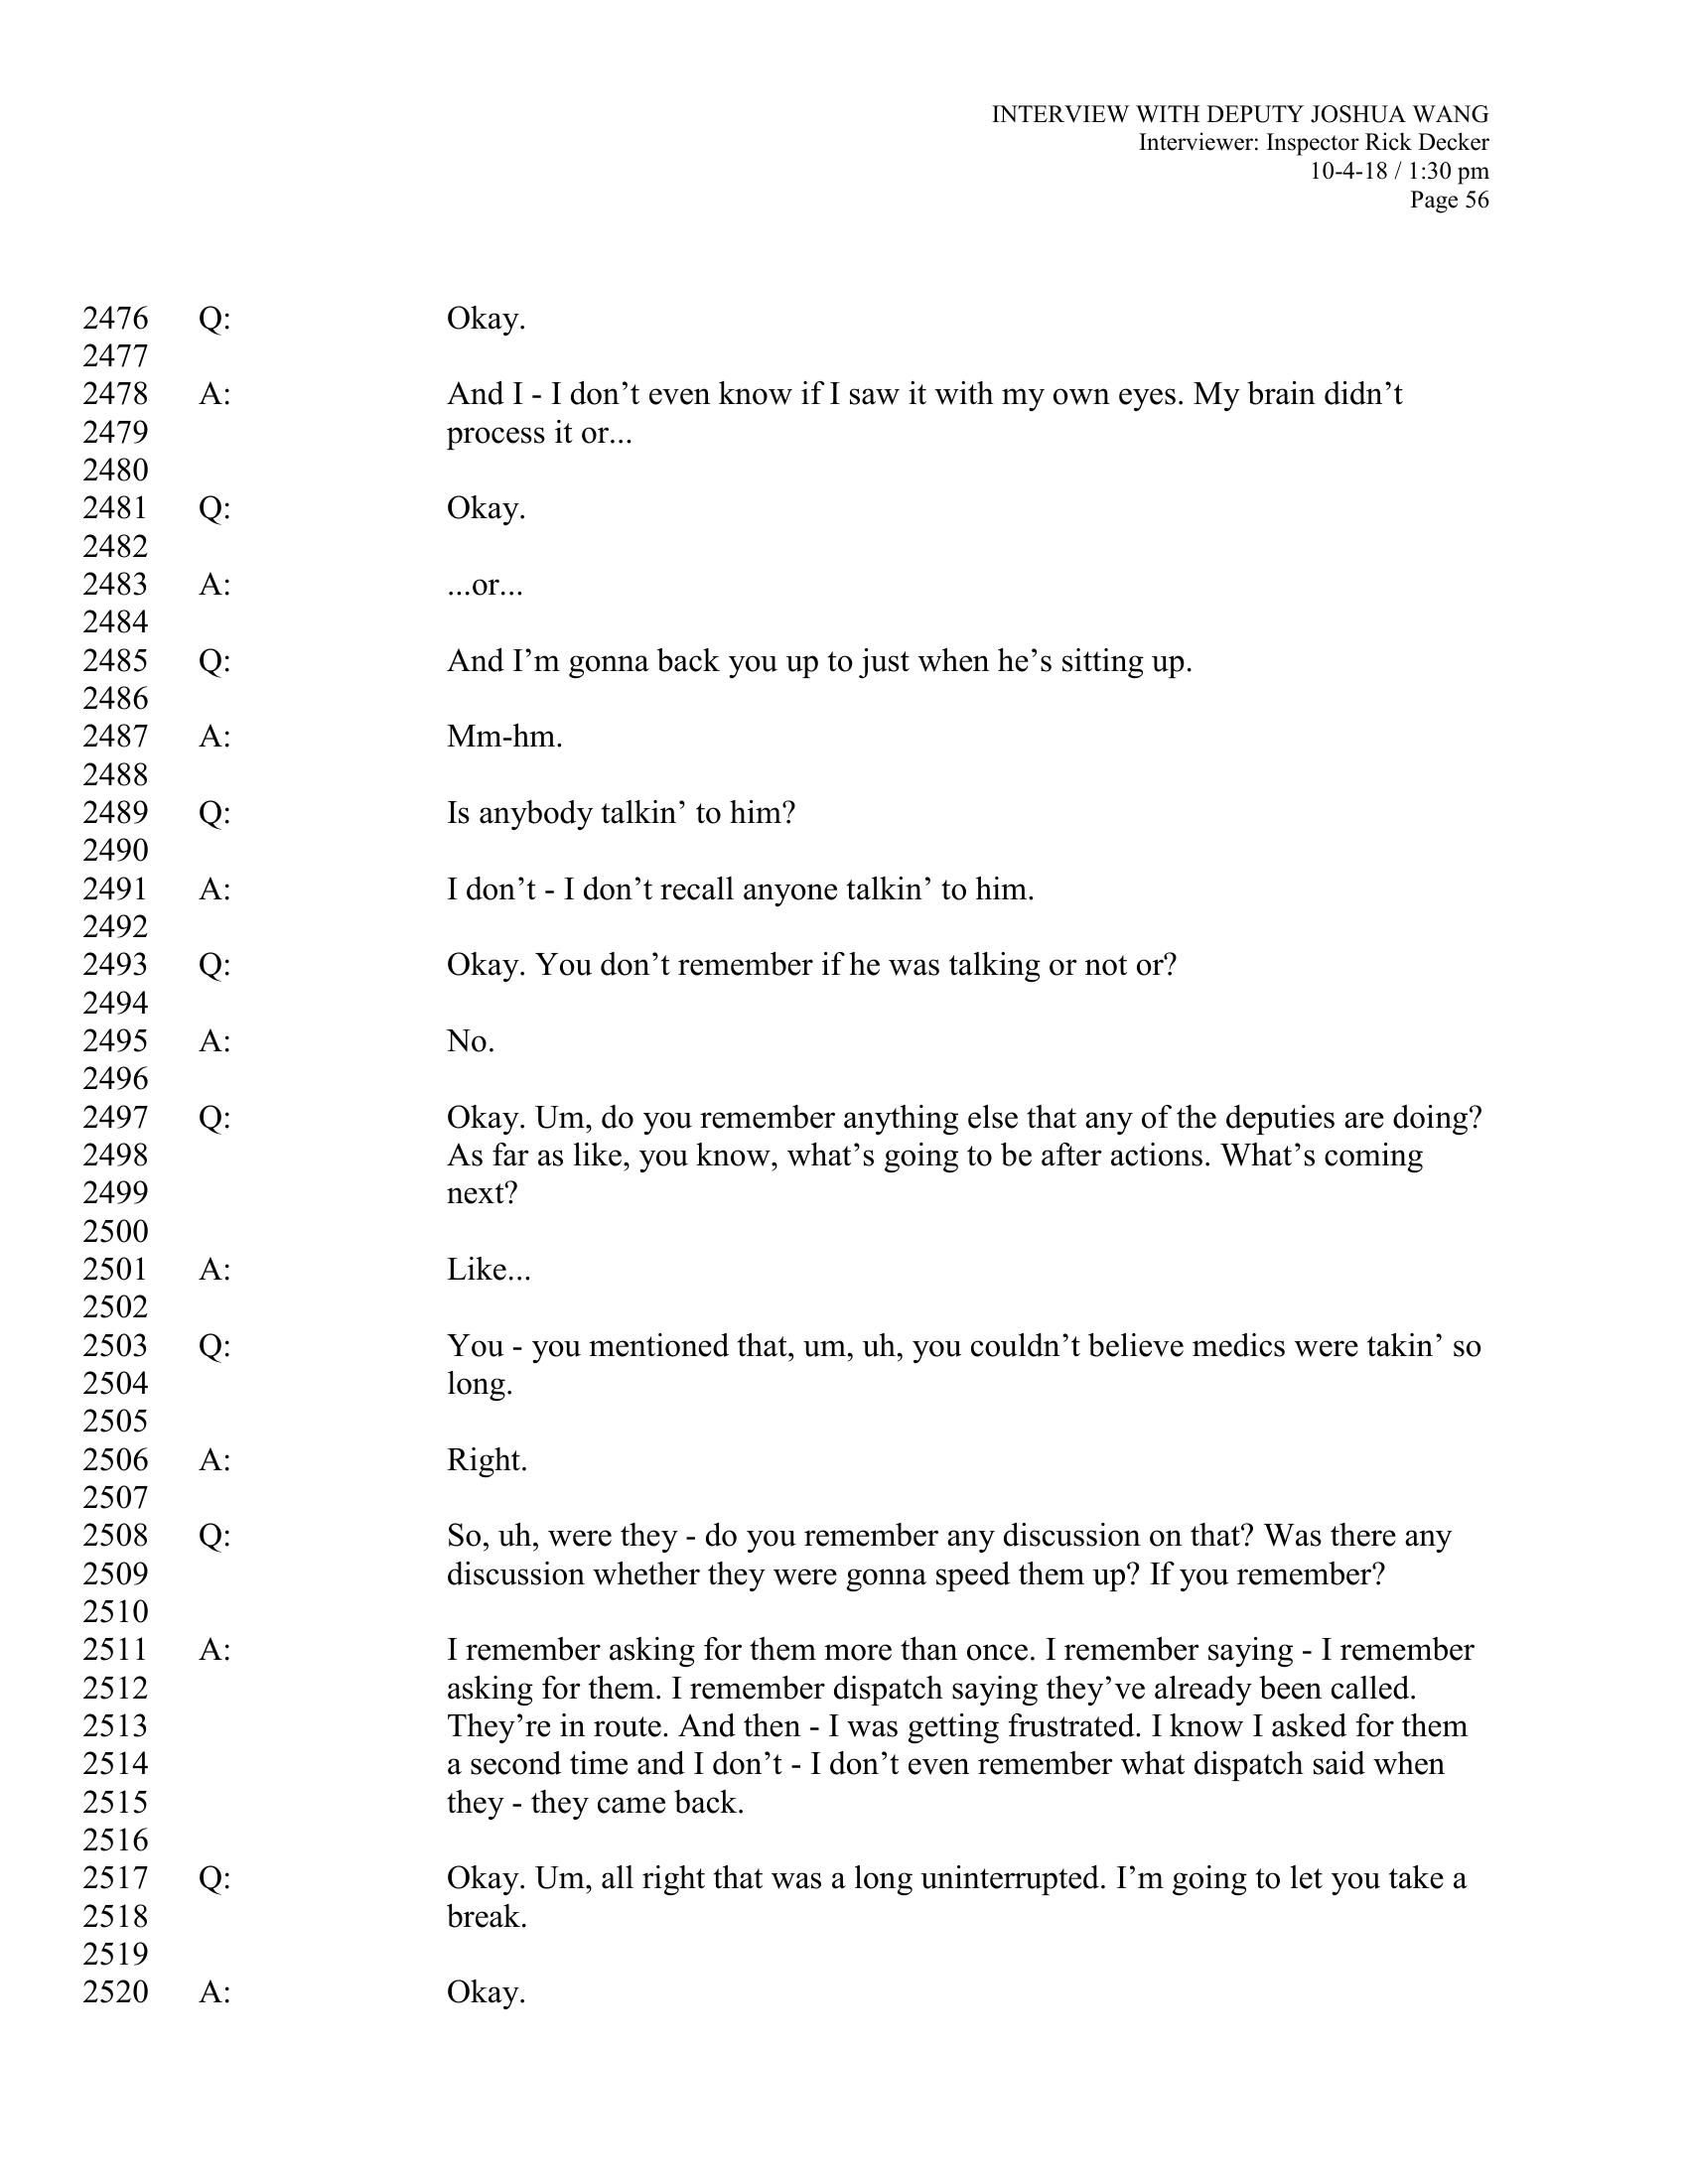 INTERVIEW WITH DEPUTY JOSHUA WANG
Interviewer: Inspector Rick Decker
10-4-18 / 1:30 pm
Page 56
2476 Q: Okay.
2477
2478 A: And I - I don’t even know if I saw it with my own eyes. My brain didn’t
2479 process it or...
2480
2481 Q: Okay.
2482
2483 A: ...or...
2484
2485 Q: And I’m gonna back you up to just when he’s sitting up.
2486
2487 A: Mm-hm.
2488
2489 Q: Is anybody talkin’ to him?
2490
2491 A: I don’t - I don’t recall anyone talkin’ to him.
2492
2493 Q: Okay. You don’t remember if he was talking or not or?
2494
2495 A: No.
2496
2497 Q: Okay. Um, do you remember anything else that any of the deputies are doing?
2498 As far as like, you know, what’s going to be after actions. What’s coming
2499 next?
2500
2501 A: Like...
2502
2503 Q: You - you mentioned that, um, uh, you couldn’t believe medics were takin’ so
2504 long.
2505
2506 A: Right.
2507
2508 Q: So, uh, were they - do you remember any discussion on that? Was there any
2509 discussion whether they were gonna speed them up? If you remember?
2510
2511 A: I remember asking for them more than once. I remember saying - I remember
2512 asking for them. I remember dispatch saying they’ve already been called.
2513 They’re in route. And then - I was getting frustrated. I know I asked for them
2514 a second time and I don’t - I don’t even remember what dispatch said when
2515 they - they came back.
2516
2517 Q: Okay. Um, all right that was a long uninterrupted. I’m going to let you take a
2518 break.
2519
2520 A: Okay.